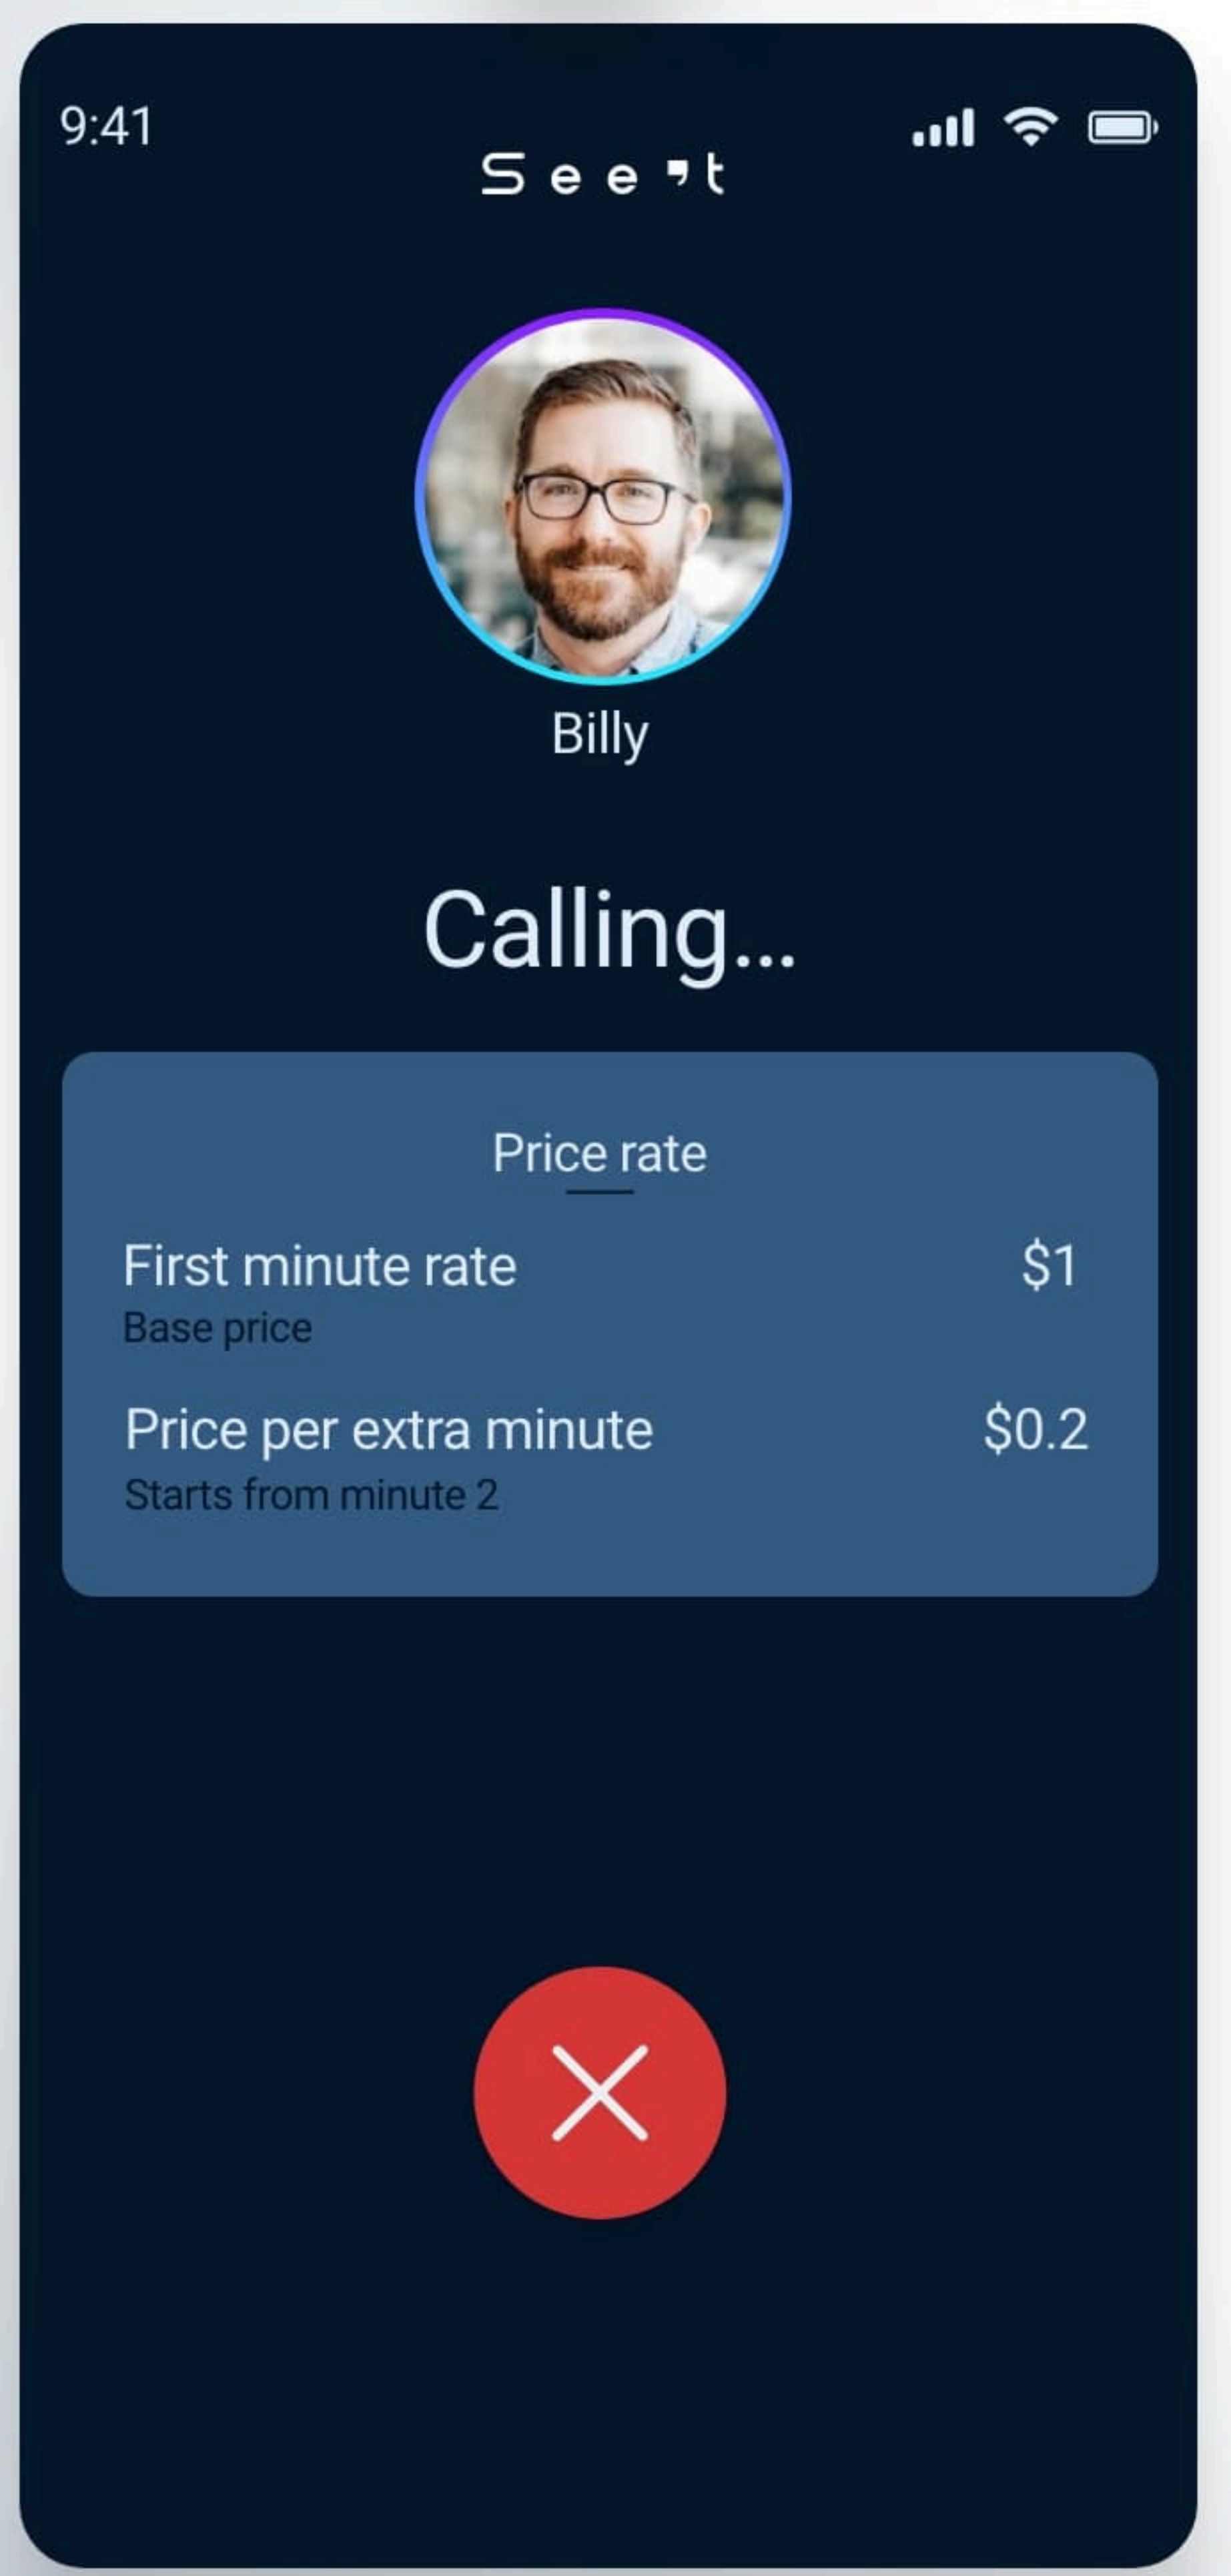 9:41
See't
Billy
Calling...
Price rate
First minute rate $1
Base price
Price per extra minute $0.2
Starts from minute 2